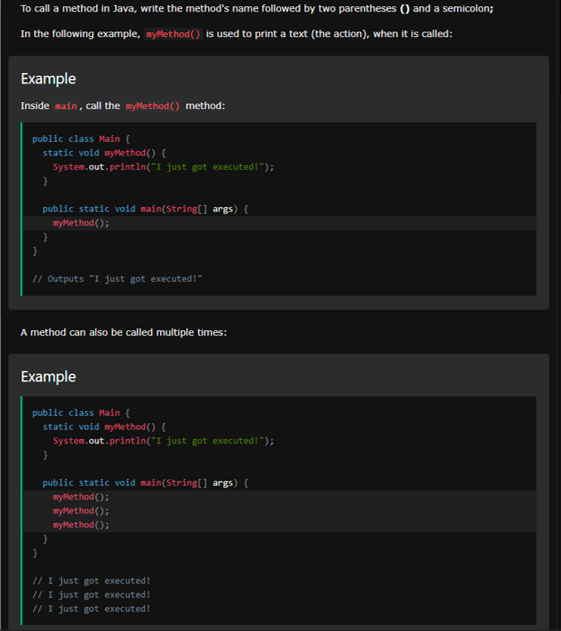 To call a method in Java, write the method's name followed by two parentheses () and a semicolon;
In the following example, myMethod() is used to print a text (the action), when it is called:
Example
Inside main, call the myMethod() method:
public class Main {
  static void myMethod() {
    System.out.println("I just got executed!");
  }

  public static void main(String[] args) {
    myMethod();
  }
}

// Outputs "I just got executed!"
A method can also be called multiple times:
Example
public class Main {
  static void myMethod() {
    System.out.println("I just got executed!");
  }

  public static void main(String[] args) {
    myMethod();
    myMethod();
    myMethod();
  }
}

// I just got executed!
// I just got executed!
// I just got executed!